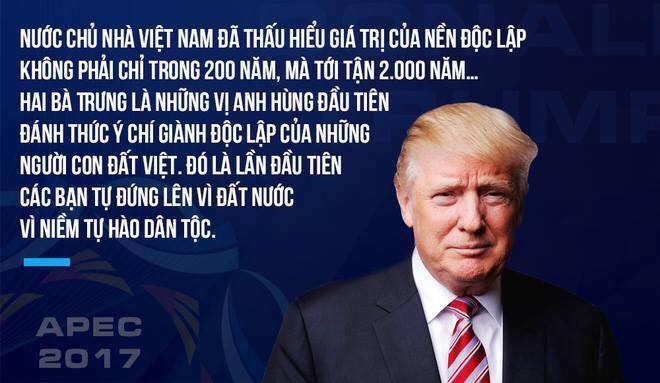 NƯỚC CHỦ NHÀ VIỆT NAM ĐÃ THẤU HIỂU GIÁ TRỊ CỦA NỀN ĐỘC LẬP
KHÔNG PHẢI CHỈ TRONG 200 NĂM, MÀ TỚI TẬN 2.000 NĂM...
HAI BÀ TRƯNG LÀ NHỮNG VỊ ANH HÙNG ĐẦU TIÊN
ĐÁNH THỨC Ý CHÍ GIÀNH ĐỘC LẬP CỦA NHỮNG
NGƯỜI CON ĐẤT VIỆT. ĐÓ LÀ LẦN ĐẦU TIÊN
CÁC BẠN TỰ ĐỨNG LÊN VÌ ĐẤT NƯỚC
VÌ NIỀM TỰ HÀO DÂN TỘC.
APEC
2017